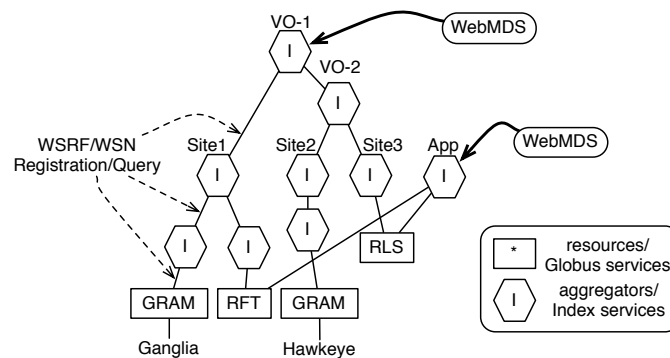 VO-1
WebMDS
I
VO-2
I
WSRF/WSN
Registration/Query
Site1
Site2
Site3
App
WebMDS
I
I
I
I
I
I
I
RLS
*
resources/
Globus services
I
aggregators/
Index services
GRAM
RFT
GRAM
Ganglia
Hawkeye